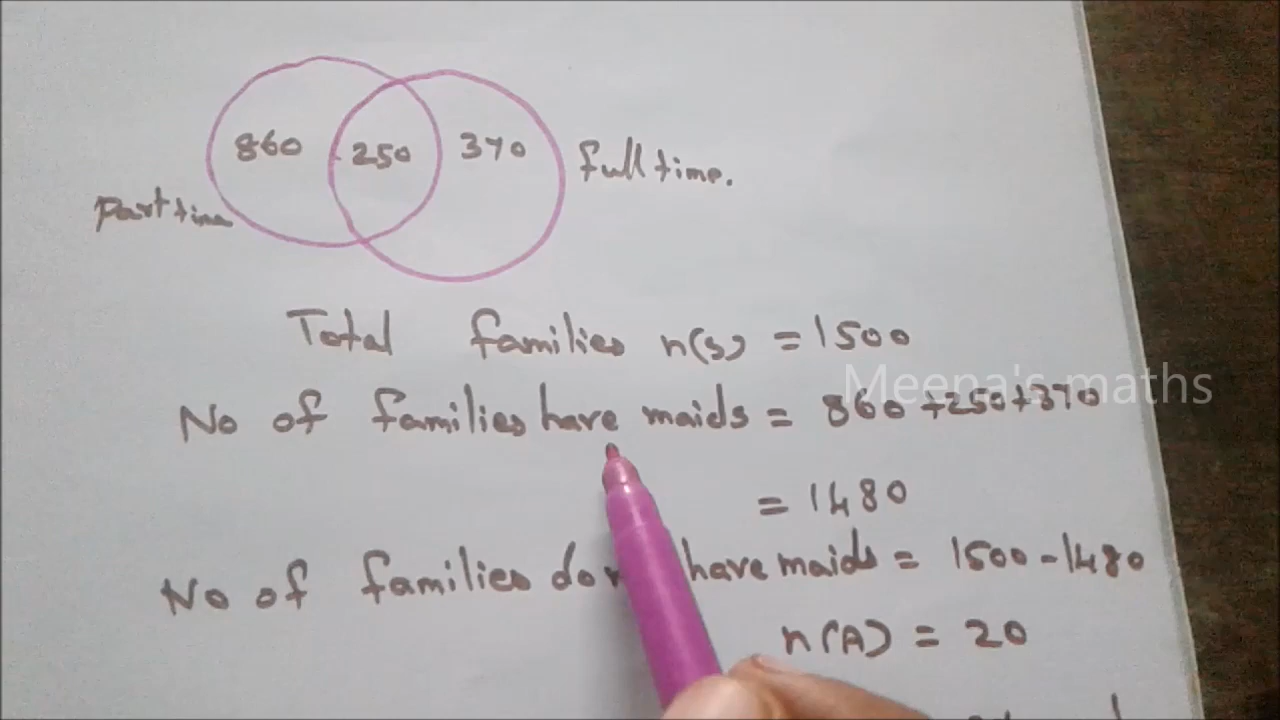 860 250 370 full time.
Part time
Total families n(s) = 1500
No of families have maids = 860+250+370
Meena's maths
= 1480
No of families have maids = 1500-1480
n(A) = 20